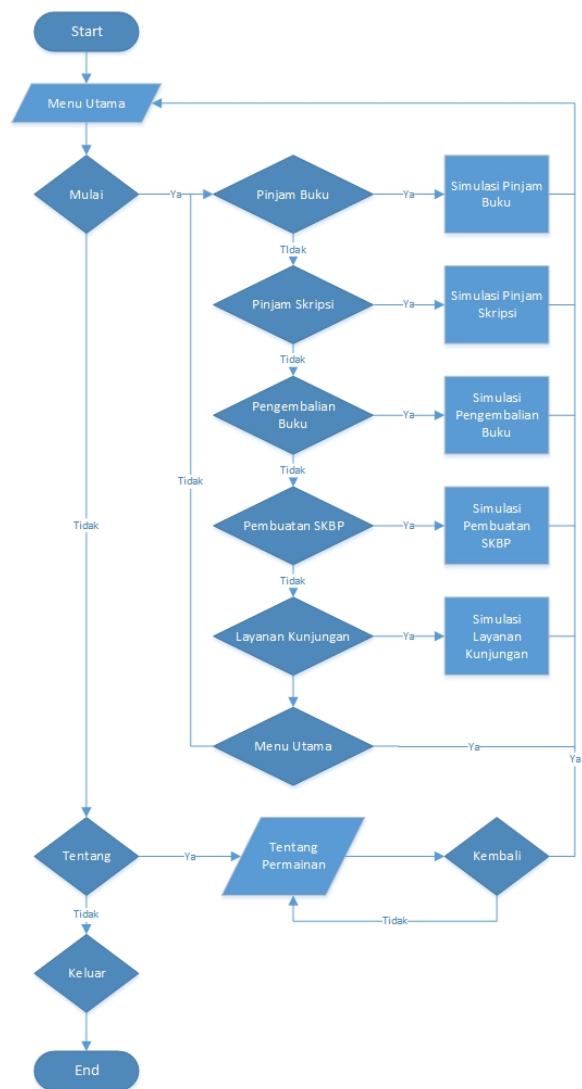 Start
Menu Utama
Mulai
Ya
Pinjam Buku
Ya
Simulasi Pinjam
Buku
TIdak
Pinjam Skripsi
Ya
Simulasi Pinjam
Skripsi
Tidak
Pengembalian
Buku
Ya
Simulasi
Pengembalian
Buku
Tidak
Tidak
Tidak
Pembuatan SKBP
Ya
Simulasi
Pembuatan
SKBP
Tidak
Layanan Kunjungan
Ya
Simulasi
Layanan
Kunjungan
Menu Utama
Ya
Ya
Tentang
Ya
Tentang
Permainan
Kembali
Tidak
Tidak
Keluar
End